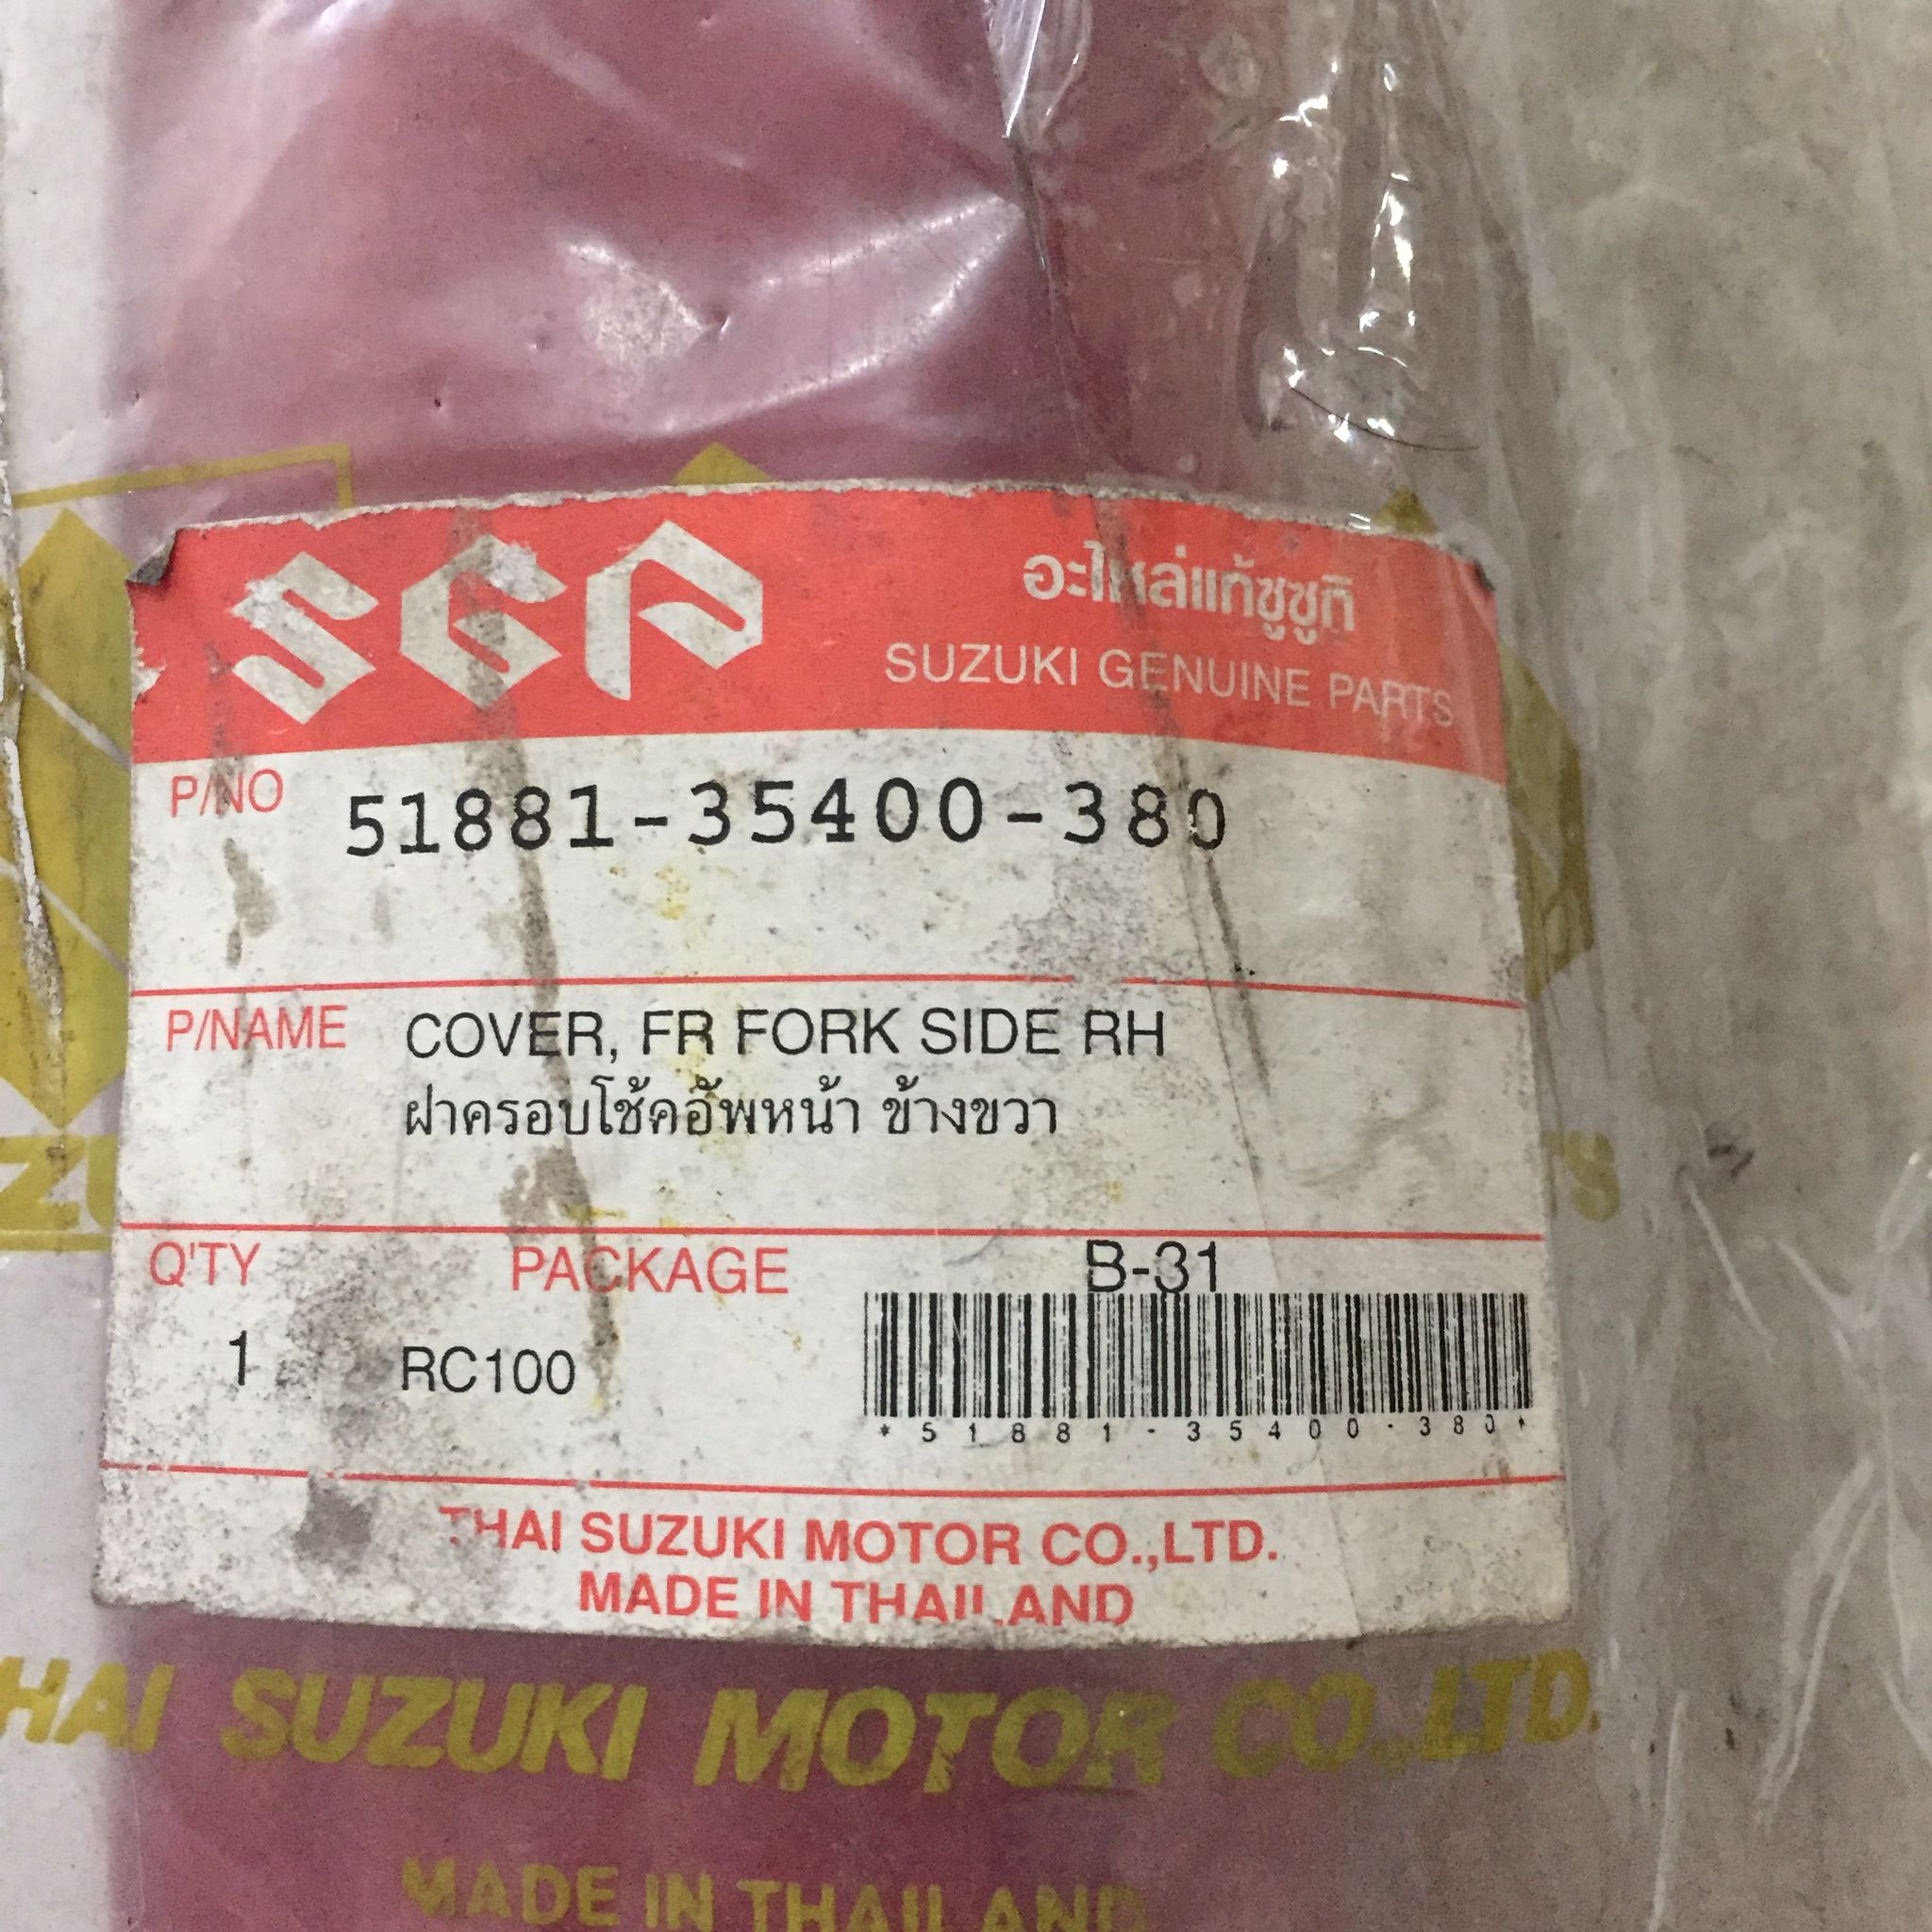 SGP
อะไหล่แท้ซูซูกิ
SUZUKI GENUINE PARTS
P/NO 51881-35400-380
P/NAME COVER, FR FORK SIDE RH
ฝาครอบโช้คอัพหน้า ข้างขวา
Q'TY PACKAGE B-31
1 RC100
*51881-35400-380*
THAI SUZUKI MOTOR CO.,LTD.
MADE IN THAILAND
HAI SUZUKI MOTOR CO.,LTD.
MADE IN THAILAND